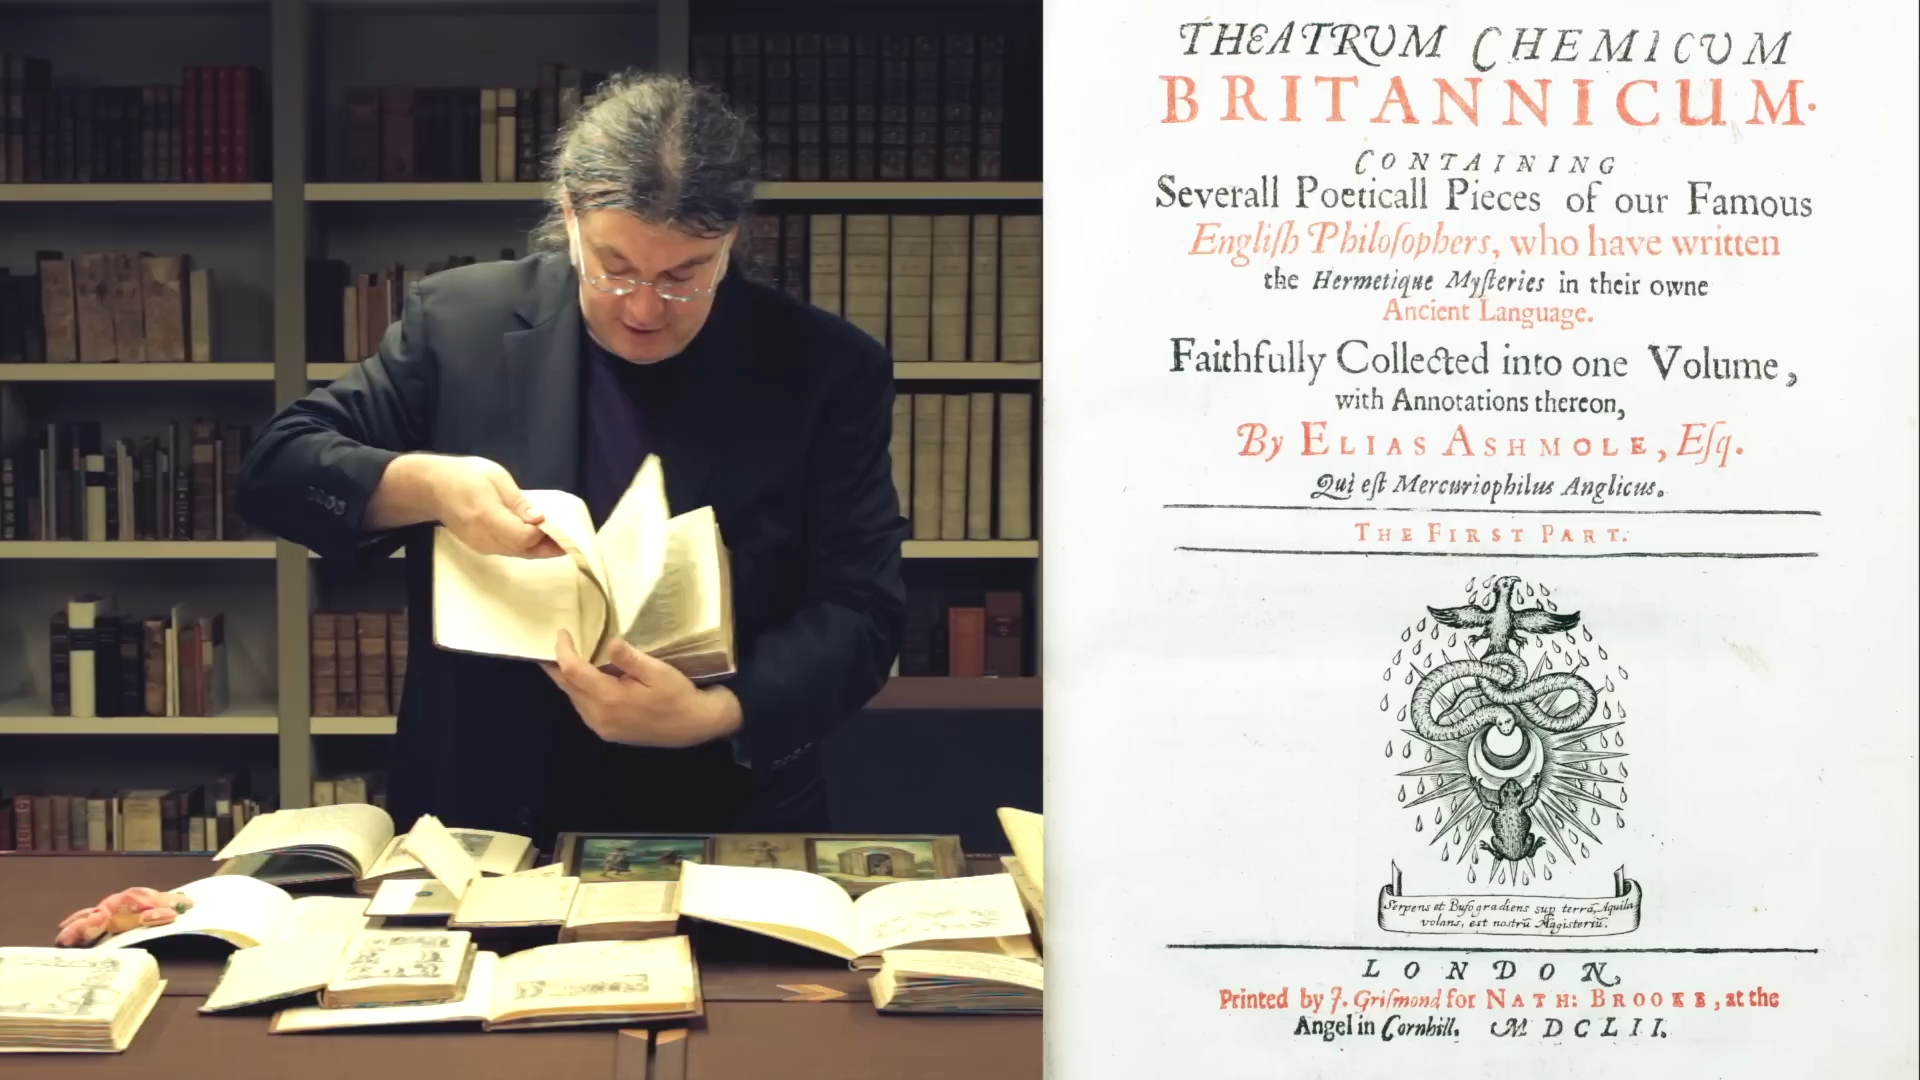 THEATRUM CHEMICUM
BRITANNICUM.
CONTAINING
Severall Poeticall Pieces of our Famous
Engliſh Philoſophers, who have written
the Hermetique Myſteries in their owne
Ancient Language.
Faithfully Collected into one Volume,
with Annotations thereon,
By ELIAS ASHMOLE, Eſq.
Qui eſt Mercuriophilus Anglicus.
THE FIRST PART.
Serpens et Bufo gradiens sup terrā, Aquila
volans, est nostrū Magisteriū.
LONDON,
Printed by J. Griſmond for NATH: BROOKE, at the
Angel in Cornhill. MDCLII.